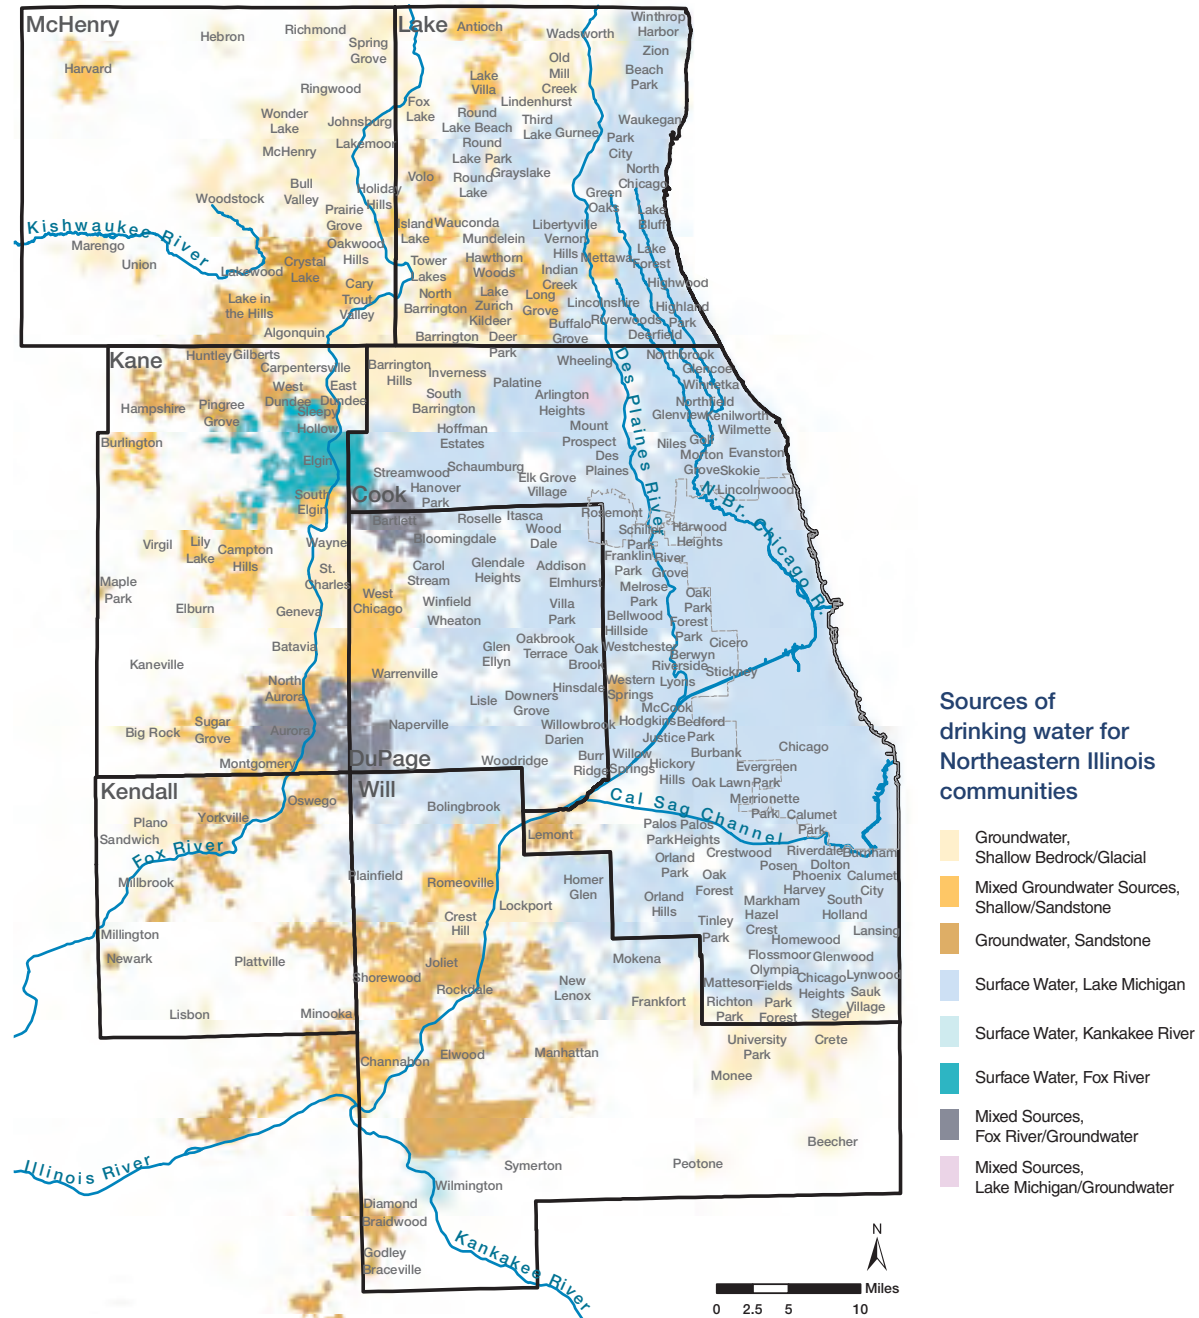 McHenry
Lake
Antioch
Winthrop
Harbor
Hebron
Richmond
Spring
Grove
Wadsworth
Zion
Harvard
Old
Mill
Creek
Beach
Park
Lake
Villa
Ringwood
Lindenhurst
Fox
Lake
Wonder
Lake
Johnsburg
Round
Lake Beach
Third
Lake
Gurnee
Waukegan
Park
City
McHenry
Lakemoor
Round
Lake Park
Grayslake
North
Chicago
Volo
Round
Lake
Bull
Valley
Holiday
Hills
Woodstock
Green
Oaks
Prairie
Grove
Lake
Bluff
Kishwaukee River
Island
Lake
Wauconda
Libertyville
Marengo
Union
Oakwood
Hills
Mundelein
Vernon
Hills
Mettawa
Lake
Forest
Lakewood
Crystal
Lake
Tower
Lakes
Hawthorn
Woods
Indian
Creek
Highwood
Cary
Lake in
the Hills
Trout
Valley
North
Barrington
Lake
Zurich
Long
Grove
Lincolnshire
Highland
Park
Kildeer
Buffalo
Grove
Riverwoods
Algonquin
Barrington
Deer
Park
Deerfield
Kane
Huntley
Gilberts
Carpentersville
Barrington
Hills
Inverness
Wheeling
Northbrook
Glencoe
West
Dundee
East
Dundee
Palatine
Winnetka
Hampshire
Pingree
Grove
Sleepy
Hollow
South
Barrington
Arlington
Heights
Northfield
Glenview
Kenilworth
Wilmette
Burlington
Hoffman
Estates
Mount
Prospect
Niles
Golf
Morton
Grove
Evanston
Elgin
Streamwood
Schaumburg
Des
Plaines
Skokie
Cook
Hanover
Park
Elk Grove
Village
Lincolnwood
South
Elgin
Des Plaines River
N. Br. Chicago R.
Bartlett
Roselle
Itasca
Rosemont
Wood
Dale
Schiller
Park
Harwood
Heights
Virgil
Lily
Lake
Campton
Hills
Wayne
Bloomingdale
Carol
Stream
Glendale
Heights
Addison
Franklin
Park
River
Grove
Maple
Park
St.
Charles
Elmhurst
Melrose
Park
Oak
Park
Elburn
Geneva
West
Chicago
Winfield
Wheaton
Villa
Park
Bellwood
Hillside
Forest
Park
Batavia
Glen
Ellyn
Oakbrook
Terrace
Oak
Brook
Westchester
Cicero
Berwyn
Kaneville
Warrenville
Riverside
Stickney
North
Aurora
Lisle
Downers
Grove
Hinsdale
Western
Springs
Lyons
McCook
Big Rock
Sugar
Grove
Aurora
Naperville
Willowbrook
Hodgkins
Bedford
Park
Darien
Justice
Chicago
Montgomery
DuPage
Woodridge
Burr
Ridge
Willow
Springs
Burbank
Hickory
Hills
Evergreen
Park
Oak Lawn
Kendall
Will
Oswego
Bolingbrook
Cal Sag Channel
Merrionette
Park
Calumet
Park
Plano
Yorkville
Sandwich
Fox River
Lemont
Palos
Park
Palos
Heights
Crestwood
Riverdale
Burnham
Orland
Park
Posen
Dolton
Millbrook
Plainfield
Romeoville
Homer
Glen
Oak
Forest
Phoenix
Calumet
City
Harvey
Lockport
Orland
Hills
Markham
South
Holland
Crest
Hill
Hazel
Crest
Millington
Tinley
Park
Lansing
Homewood
Newark
Plattville
Joliet
Mokena
Flossmoor
Glenwood
Shorewood
Olympia
Fields
Chicago
Heights
Lynwood
Rockdale
New
Lenox
Matteson
Frankfort
Sauk
Village
Lisbon
Minooka
Richton
Park
Park
Forest
Steger
University
Park
Crete
Channahon
Elwood
Manhattan
Monee
Illinois River
Symerton
Peotone
Beecher
Wilmington
Diamond
Braidwood
Kankakee River
Godley
Braceville
Sources of
drinking water for
Northeastern Illinois
communities
Groundwater,
Shallow Bedrock/Glacial
Mixed Groundwater Sources,
Shallow/Sandstone
Groundwater, Sandstone
Surface Water, Lake Michigan
Surface Water, Kankakee River
Surface Water, Fox River
Mixed Sources,
Fox River/Groundwater
Mixed Sources,
Lake Michigan/Groundwater
N
Miles
0 2.5 5 10